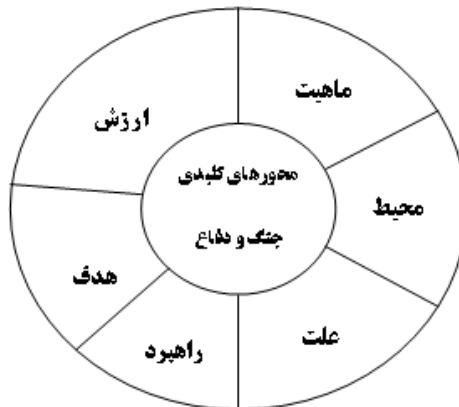 ماهیت
ارزش
محورهای کلیدی
محیط
جنگ و دفاع
هدف
علت
راهبرد